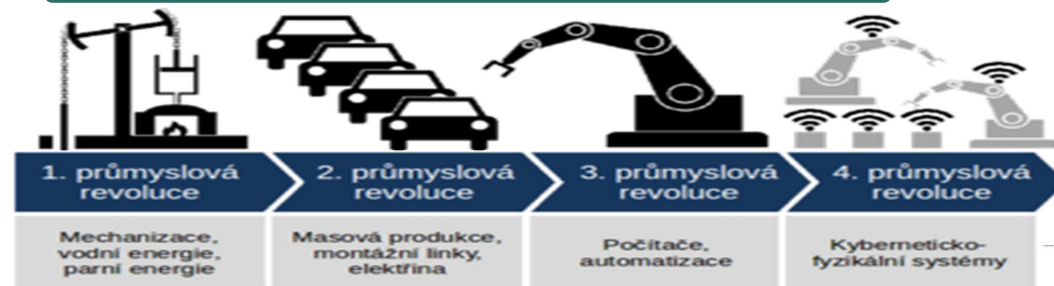 1. průmyslová
revoluce
2. průmyslová
revoluce
3. průmyslová
revoluce
4. průmyslová
revoluce
Mechanizace,
vodní energie,
parní energie
Masová produkce,
montážní linky,
elektřina
Počítače,
automatizace
Kyberneticko-
fyzikální systémy